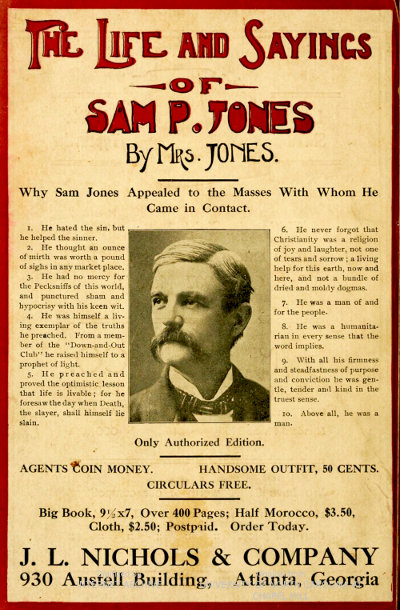 THE LIFE AND SAYINGS
OF
SAM P. JONES
BY MRS. JONES.
Why Sam Jones Appealed to the Masses With Whom He
Came in Contact.
1. He hated the sin, but
he helped the sinner.
2. He thought an ounce
of mirth was worth a pound
of sighs in any market place.
3. He had no mercy for
the Pecksniffs of this world,
and punctured sham and
hypocrisy with his keen wit.
4. He was himself a liv-
ing exemplar of the truths
he preached. From a mem-
ber of the "Down-and-Out
Club" he raised himself to a
prophet of light.
5. He preached and
proved the optimistic lesson
that life is livable; for he
foresaw the day when Death,
the slayer, shall himself lie
slain.
6. He never forgot that
Christianity was a religion
of joy and laughter, not one
of tears and sorrow; a living
help for this earth, now and
here, and not a bundle of
dried and moldy dogmas.
7. He was a man of and
for the people.
8. He was a humanita-
rian in every sense that the
word implies.
9. With all his firmness
and steadfastness of purpose
and conviction he was gen-
tle, tender and kind in the
truest sense.
10. Above all, he was a
man.
Only Authorized Edition.
AGENTS COIN MONEY. HANDSOME OUTFIT, 50 CENTS.
CIRCULARS FREE.
Big Book, 9½x7, Over 400 Pages; Half Morocco, $3.50,
Cloth, $2.50; Postpaid. Order Today.
J. L. NICHOLS & COMPANY
930 Austell Building, Atlanta, Georgia